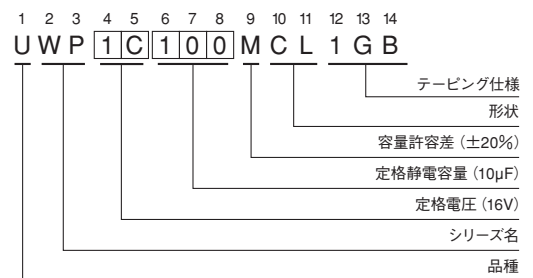 1 2 3 4 5 6 7 8 9 10 11 12 13 14
U W P 1 C 1 0 0 M C L 1 G B
テーピング仕様
形状
容量許容差（±20%）
定格静電容量（10µF）
定格電圧（16V）
シリーズ名
品種